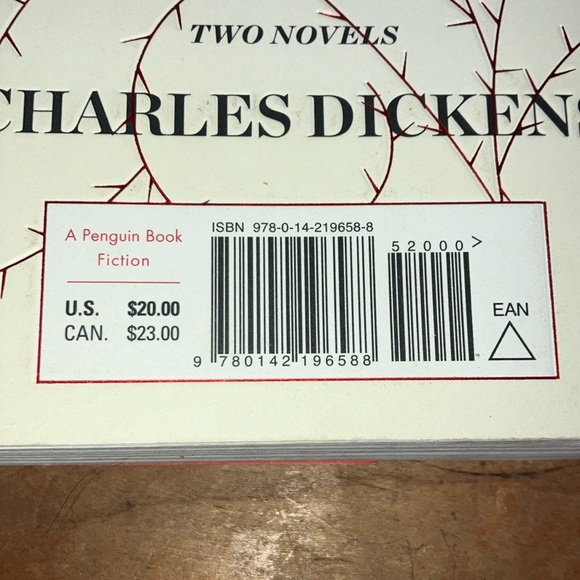 TWO NOVELS
CHARLES DICKENS
A Penguin Book
Fiction
U.S. $20.00
CAN. $23.00
ISBN 978-0-14-219658-8
52000>
9 780142 196588
EAN